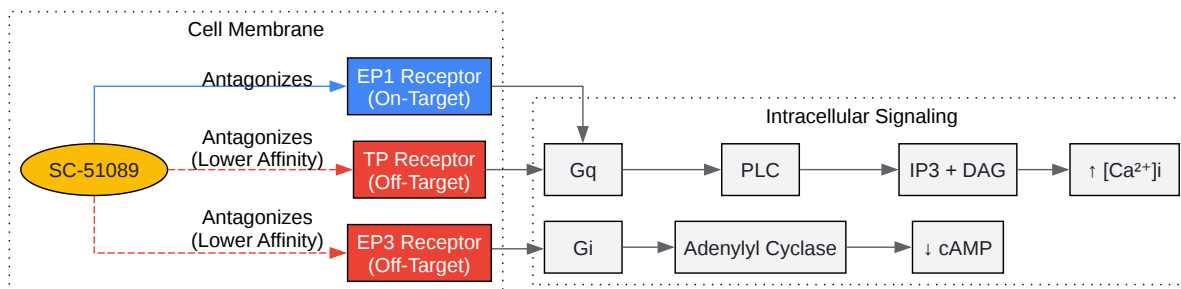 Cell Membrane
Antagonizes
EP1 Receptor
(On-Target)
Intracellular Signaling
SC-51089
Antagonizes
(Lower Affinity)
TP Receptor
(Off-Target)
Gq
PLC
IP3 + DAG
↑ [Ca²⁺]i
Antagonizes
(Lower Affinity)
EP3 Receptor
(Off-Target)
Gi
Adenylyl Cyclase
↓ cAMP